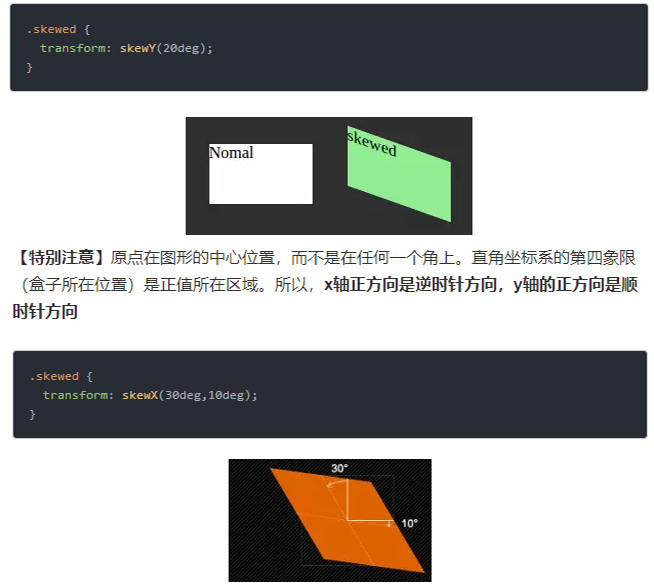 .skewed {
transform: skewY(20deg);
}
Nomal
skewed
【特别注意】原点在图形的中心位置，而不是在任何一个角上。直角坐标系的第四象限
（盒子所在位置）是正值所在区域。所以，x轴正方向是逆时针方向，y轴的正方向是顺
时针方向
.skewed {
transform: skewX(30deg,10deg);
}
30°
10°